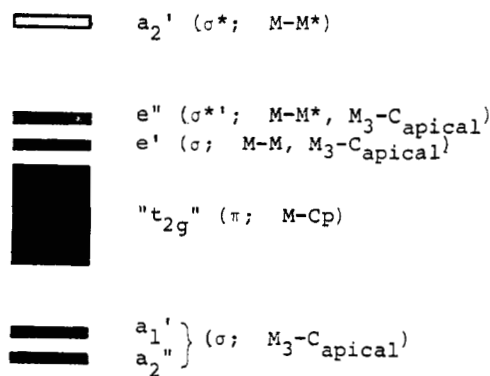 a₂' (σ*; M-M*)
e" (σ*'; M-M*, M₃-Capical)
e' (σ; M-M, M₃-Capical)
"t₂g" (π; M-Cp)
a₁'
a₂" } (σ; M₃-Capical)